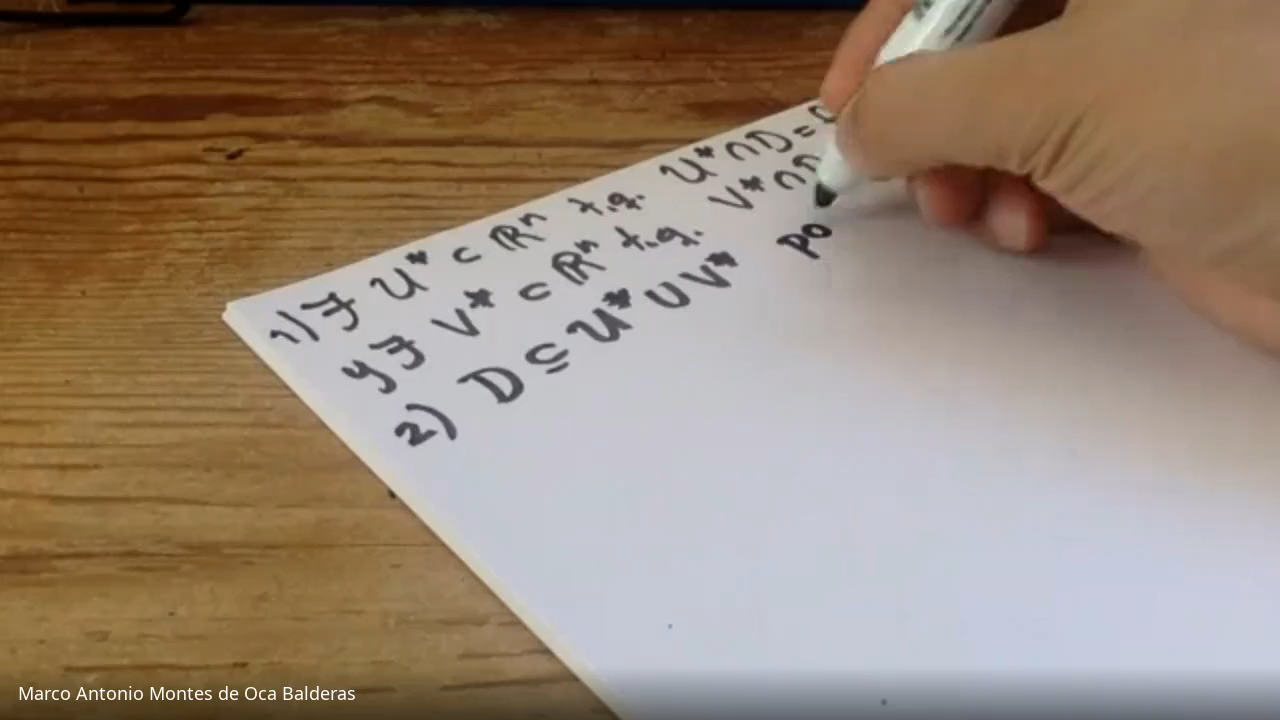 1) ∃ U* ⊂ ℝⁿ t.q. U* ∩ D =
y ∃ V* ⊂ ℝⁿ t.q. V* ∩
2) D ⊆ U* ∪ V* po
Marco Antonio Montes de Oca Balderas